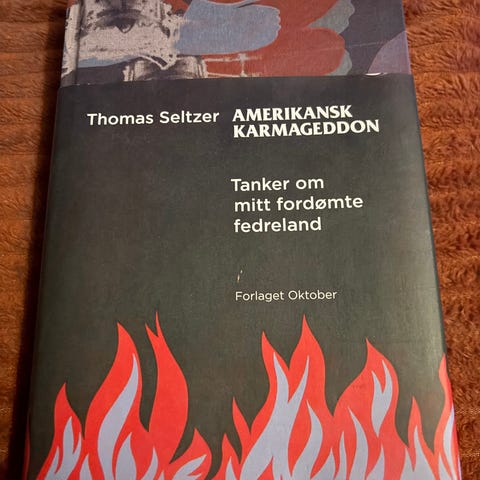 Thomas Seltzer AMERIKANSK
KARMAGEDDON
Tanker om
mitt fordømte
fedreland
Forlaget Oktober